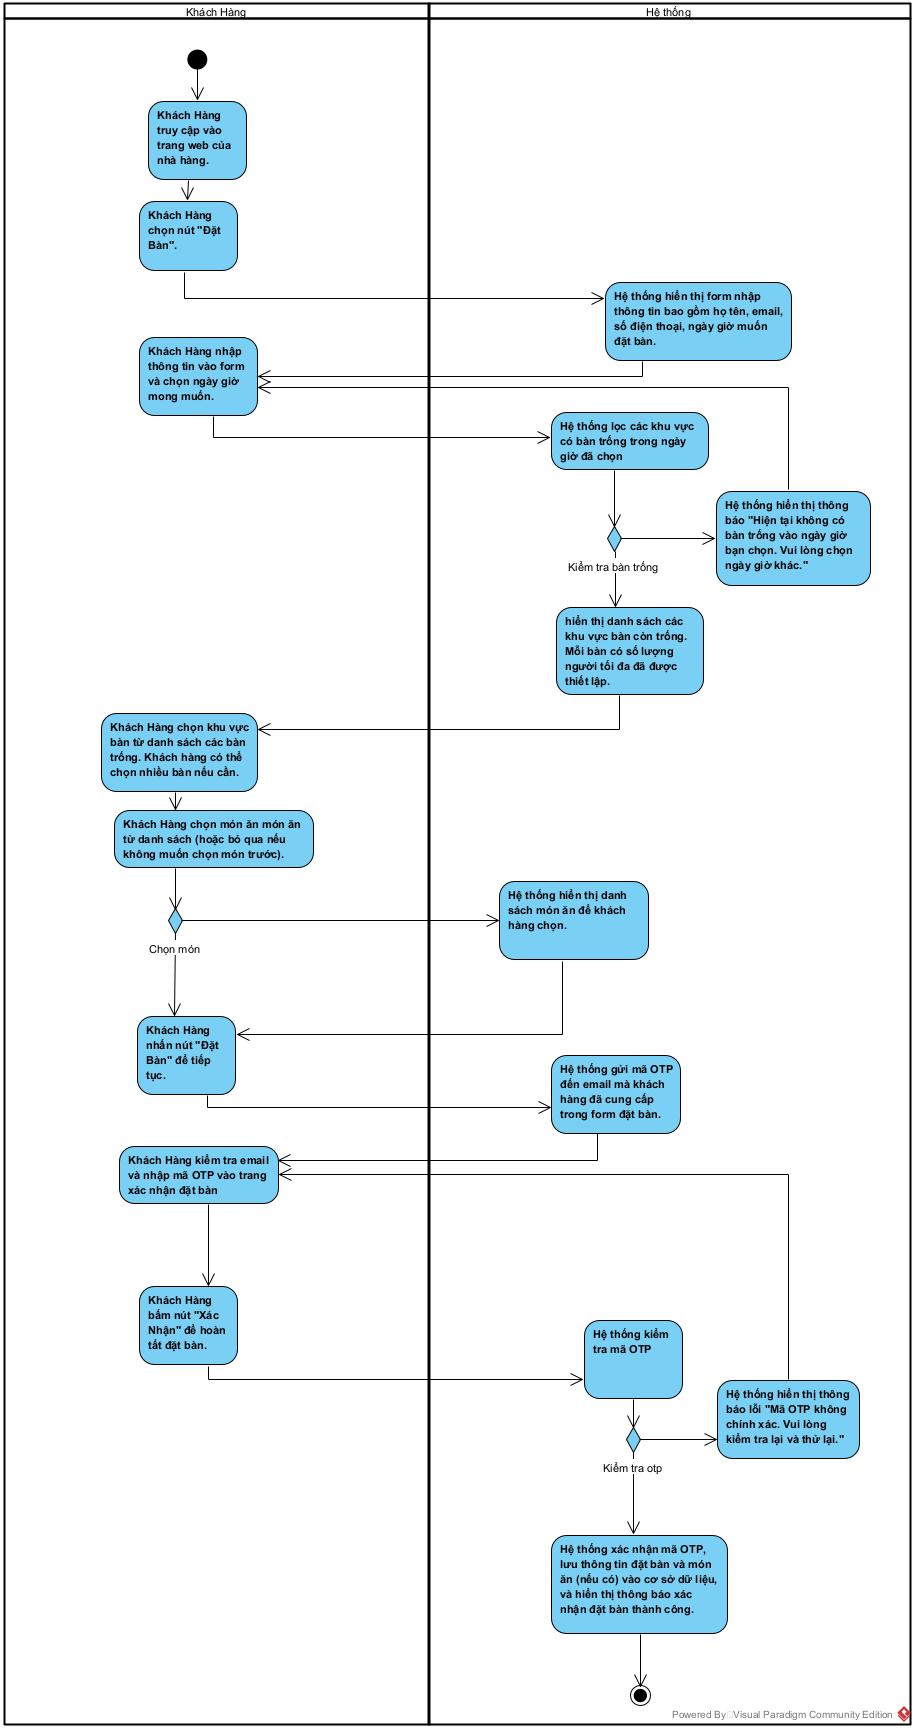 Khách Hàng
Hệ thống
Khách Hàng
truy cập vào
trang web của
nhà hàng.
Khách Hàng
chọn nút "Đặt
Bàn".
Hệ thống hiển thị form nhập
thông tin bao gồm họ tên, email,
số điện thoại, ngày giờ muốn
đặt bàn.
Khách Hàng nhập
thông tin vào form
và chọn ngày giờ
mong muốn.
Hệ thống lọc các khu vực
có bàn trống trong ngày
giờ đã chọn
Hệ thống hiển thị thông
báo "Hiện tại không có
bàn trống vào ngày giờ
bạn chọn. Vui lòng chọn
ngày giờ khác."
Kiểm tra bàn trống
hiển thị danh sách các
khu vực bàn còn trống.
Mỗi bàn có số lượng
người tối đa đã được
thiết lập.
Khách Hàng chọn khu vực
bàn từ danh sách các bàn
trống. Khách hàng có thể
chọn nhiều bàn nếu cần.
Khách Hàng chọn món ăn món ăn
từ danh sách (hoặc bỏ qua nếu
không muốn chọn món trước).
Hệ thống hiển thị danh
sách món ăn để khách
hàng chọn.
Chọn món
Khách Hàng
nhấn nút "Đặt
Bàn" để tiếp
tục.
Hệ thống gửi mã OTP
đến email mà khách
hàng đã cung cấp
trong form đặt bàn.
Khách Hàng kiểm tra email
và nhập mã OTP vào trang
xác nhận đặt bàn
Khách Hàng
bấm nút "Xác
Nhận" để hoàn
tất đặt bàn.
Hệ thống kiểm
tra mã OTP
Hệ thống hiển thị thông
báo lỗi "Mã OTP không
chính xác. Vui lòng
kiểm tra lại và thử lại."
Kiểm tra otp
Hệ thống xác nhận mã OTP,
lưu thông tin đặt bàn và món
ăn (nếu có) vào cơ sở dữ liệu,
và hiển thị thông báo xác
nhận đặt bàn thành công.
Powered By Visual Paradigm Community Edition